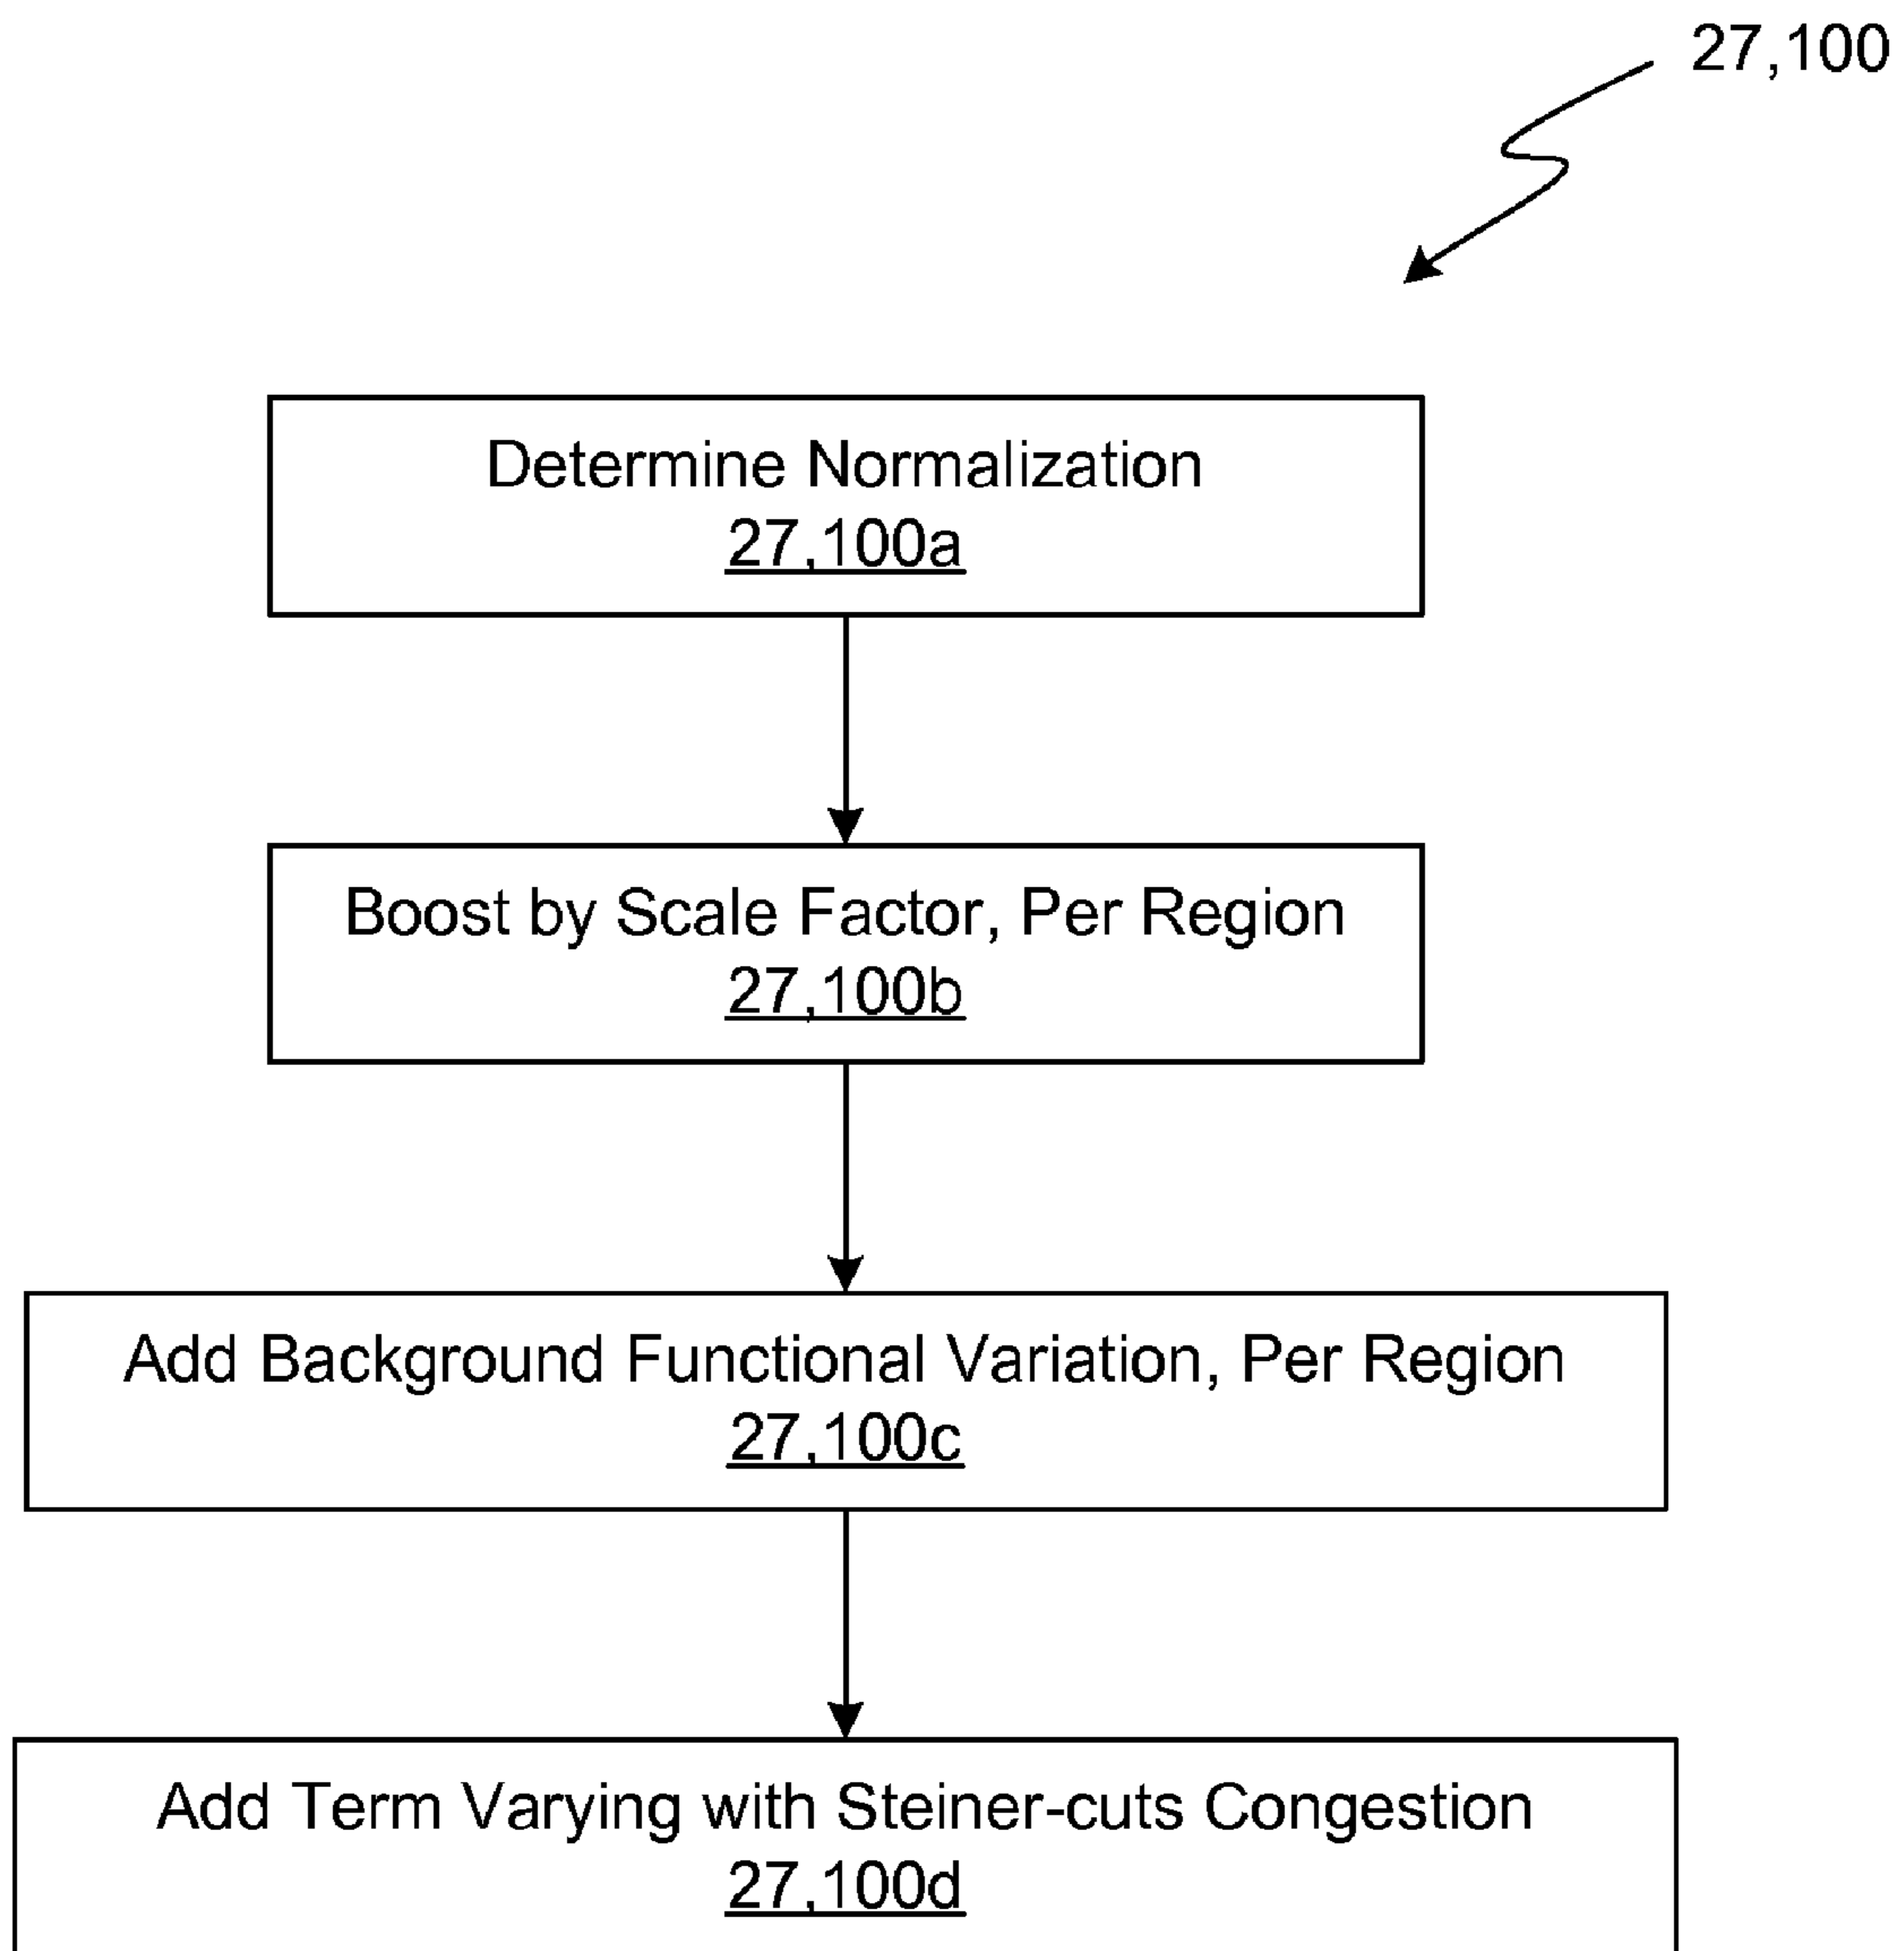 27,100
Determine Normalization
27,100a
Boost by Scale Factor, Per Region
27,100b
Add Background Functional Variation, Per Region
27,100c
Add Term Varying with Steiner-cuts Congestion
27,100d